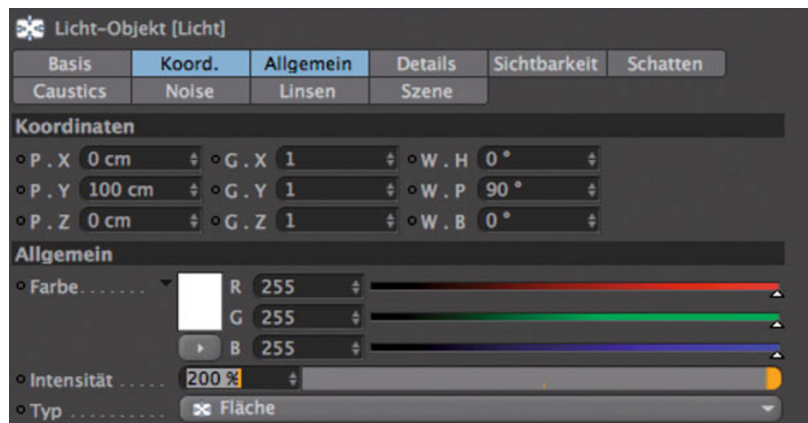 Licht-Objekt [Licht]
Basis Koord. Allgemein Details Sichtbarkeit Schatten
Caustics Noise Linsen Szene
Koordinaten
P . X 0 cm G . X 1 W . H 0 °
P . Y 100 cm G . Y 1 W . P 90 °
P . Z 0 cm G . Z 1 W . B 0 °
Allgemein
Farbe. . . . . . . R 255
G 255
B 255
Intensität . . . . . 200 %
Typ . . . . . . . . . . Fläche